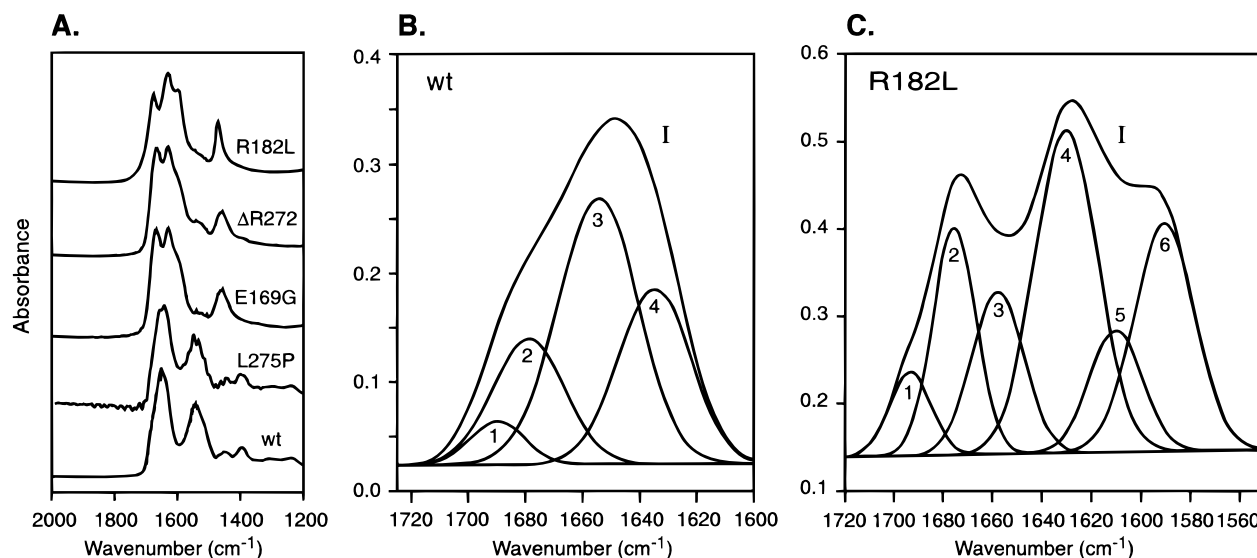 A.
Absorbance
R182L
ΔR272
E169G
L275P
wt
2000 1800 1600 1400 1200
Wavenumber (cm-1)
B.
0.4
0.3
0.2
0.1
0.0
wt
I
1
2
3
4
1720 1700 1680 1660 1640 1620 1600
Wavenumber (cm-1)
C.
0.6
0.5
0.4
0.3
0.2
0.1
R182L
I
1
2
3
4
5
6
1720 1700 1680 1660 1640 1620 1600 1580 1560
Wavenumber (cm-1)